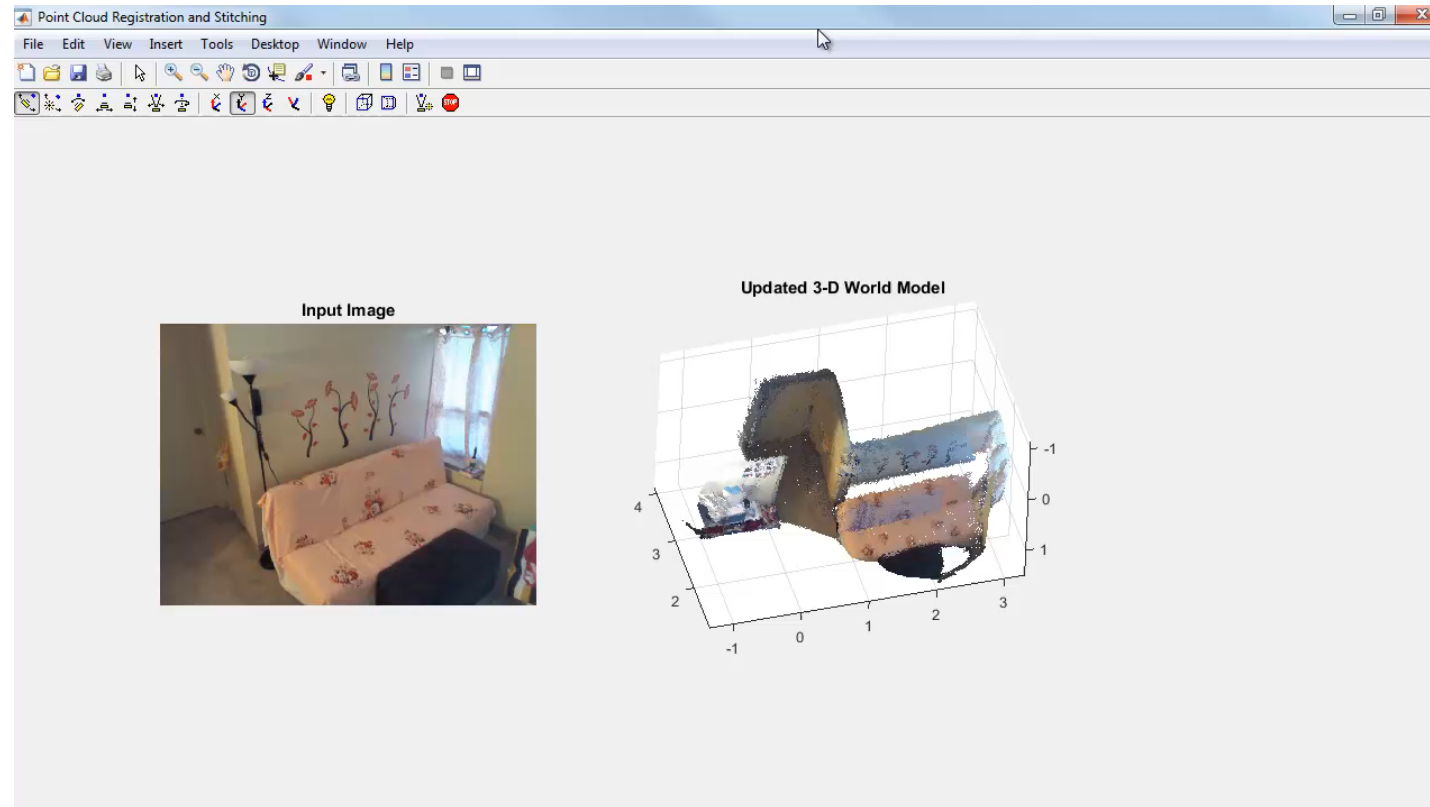 Point Cloud Registration and Stitching
File Edit View Insert Tools Desktop Window Help
STOP
Input Image
Updated 3-D World Model
4
3
2
-1
0
1
2
3
-1
0
1